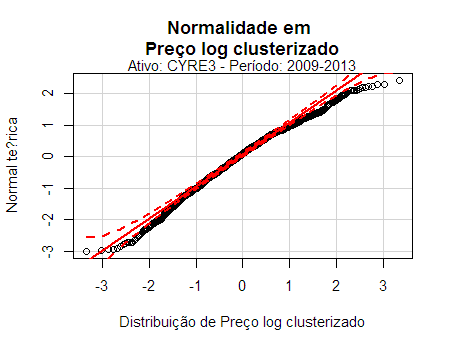 Normalidade em
Preço log clusterizado
Ativo: CYRE3 - Período: 2009-2013
Normal te?rica
2
1
0
-1
-2
-3
-3 -2 -1 0 1 2 3
Distribuição de Preço log clusterizado